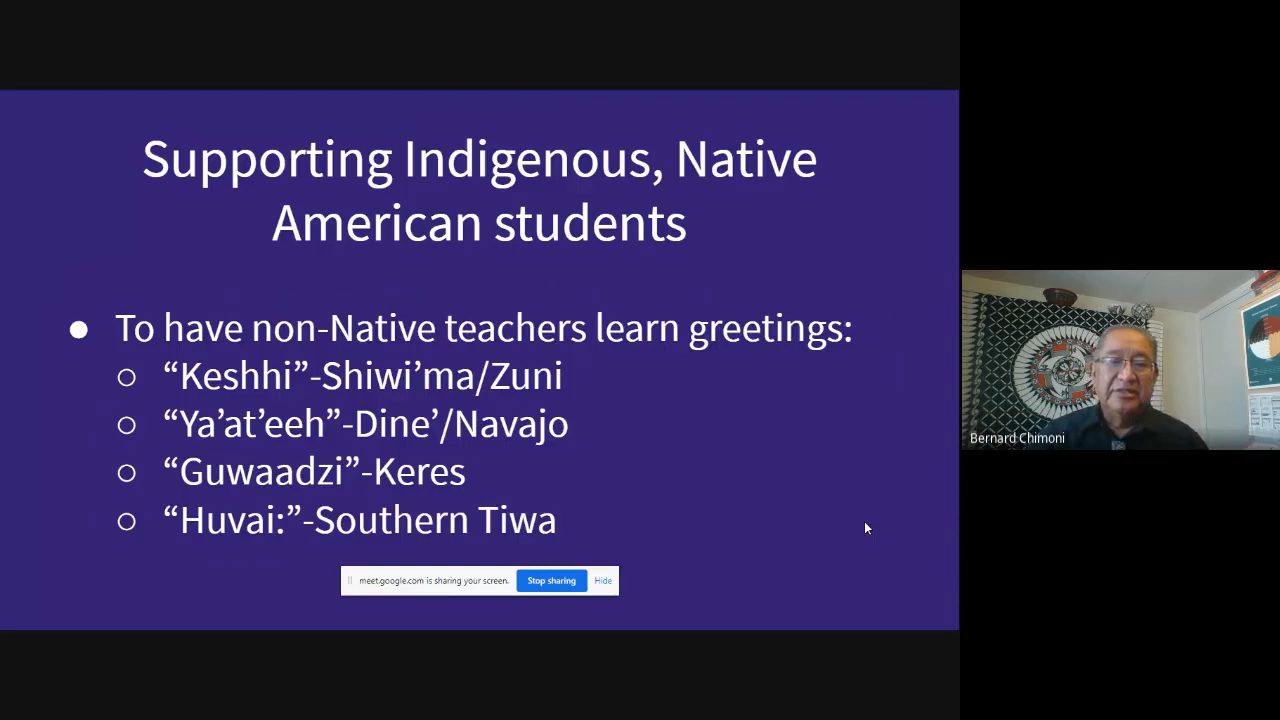 Supporting Indigenous, Native
American students
● To have non-Native teachers learn greetings:
○ “Keshhi”-Shiwi’ma/Zuni
○ “Ya’at’eeh”-Dine’/Navajo
○ “Guwaadzi”-Keres
○ “Huvai:”-Southern Tiwa
meet.google.com is sharing your screen. Stop sharing Hide
Bernard Chimoni